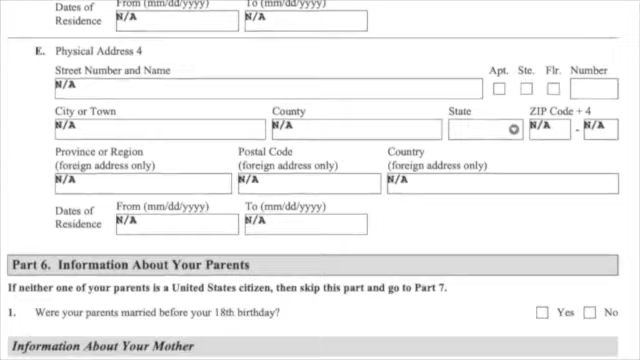 Dates of Residence From (mm/dd/yyyy) N/A To (mm/dd/yyyy) N/A
E. Physical Address 4
Street Number and Name Apt. Ste. Flr. Number
N/A
City or Town County State ZIP Code + 4
N/A N/A N/A - N/A
Province or Region Postal Code Country
(foreign address only) (foreign address only) (foreign address only)
N/A N/A N/A
Dates of Residence From (mm/dd/yyyy) N/A To (mm/dd/yyyy) N/A
Part 6. Information About Your Parents
If neither one of your parents is a United States citizen, then skip this part and go to Part 7.
1. Were your parents married before your 18th birthday? Yes No
Information About Your Mother